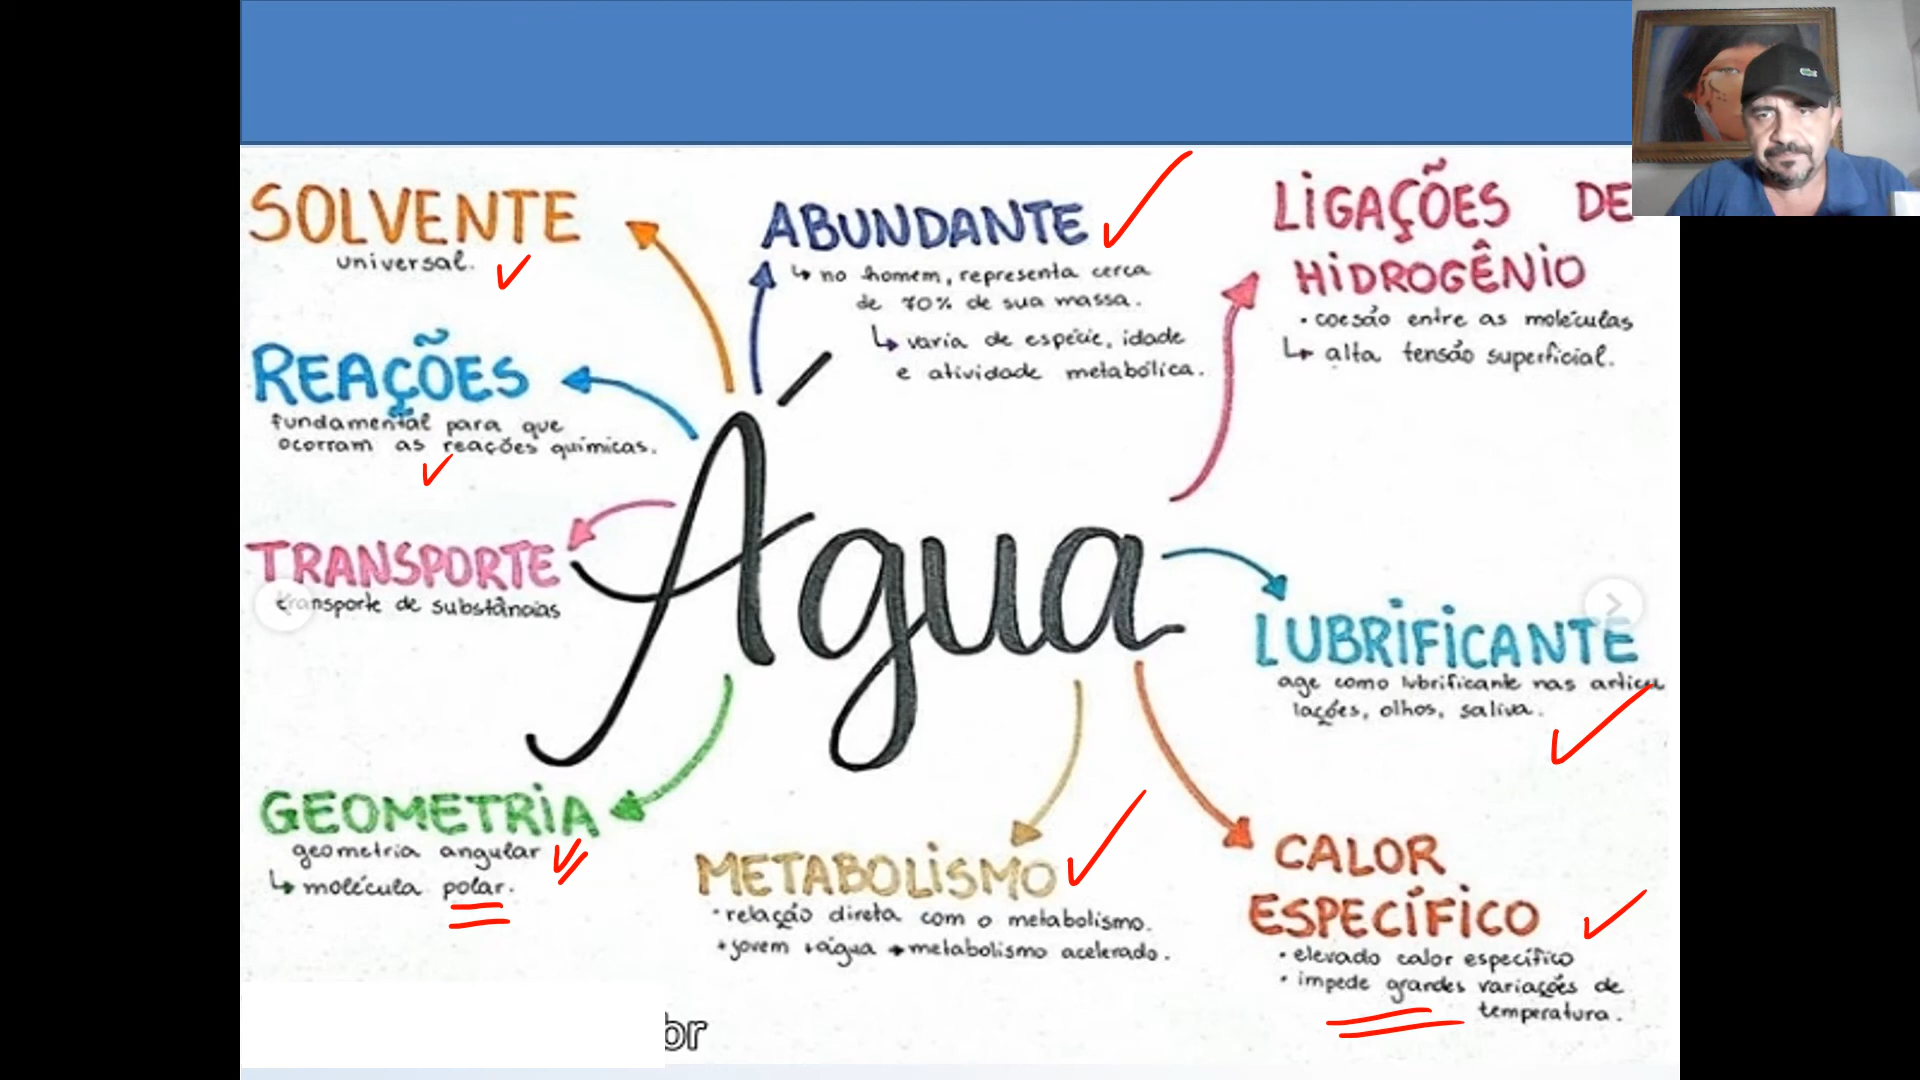 SOLVENTE
universal.
ABUNDANTE
↳ no homem, representa cerca
de 70% de sua massa.
↳ varia de espécie, idade
e atividade metabólica.
LIGAÇÕES DE
HIDROGÊNIO
• coesão entre as moléculas
↳ alta tensão superficial.
REAÇÕES
fundamental para que
ocorram as reações químicas.
TRANSPORTE
transporte de substâncias
Água
LUBRIFICANTE
age como lubrificante nas articu
lações, olhos, saliva.
GEOMETRIA
geometria angular
↳ molécula polar.
METABOLISMO
• relação direta com o metabolismo.
+ jovem + água → metabolismo acelerado.
CALOR
ESPECÍFICO
• elevado calor específico
• impede grandes variações de
temperatura.
br